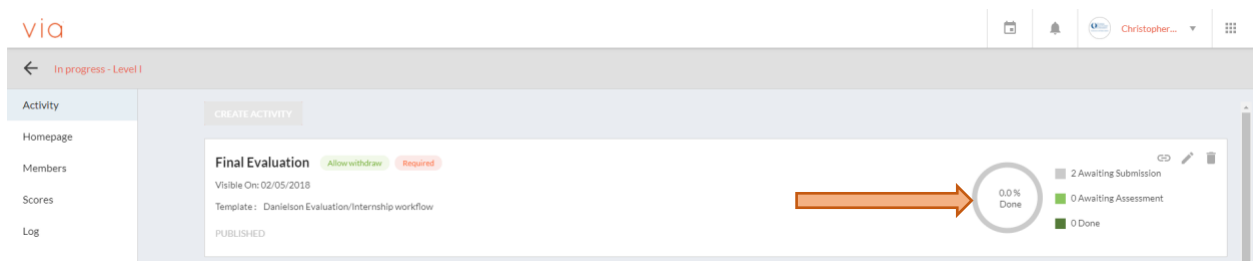 via
Christopher...
In progress - Level I
Activity
Homepage
Members
Scores
Log
CREATE ACTIVITY
Final Evaluation
Allow withdraw
Required
Visible On: 02/05/2018
Template : Danielson Evaluation/Internship workflow
PUBLISHED
0.0 %
Done
2 Awaiting Submission
0 Awaiting Assessment
0 Done